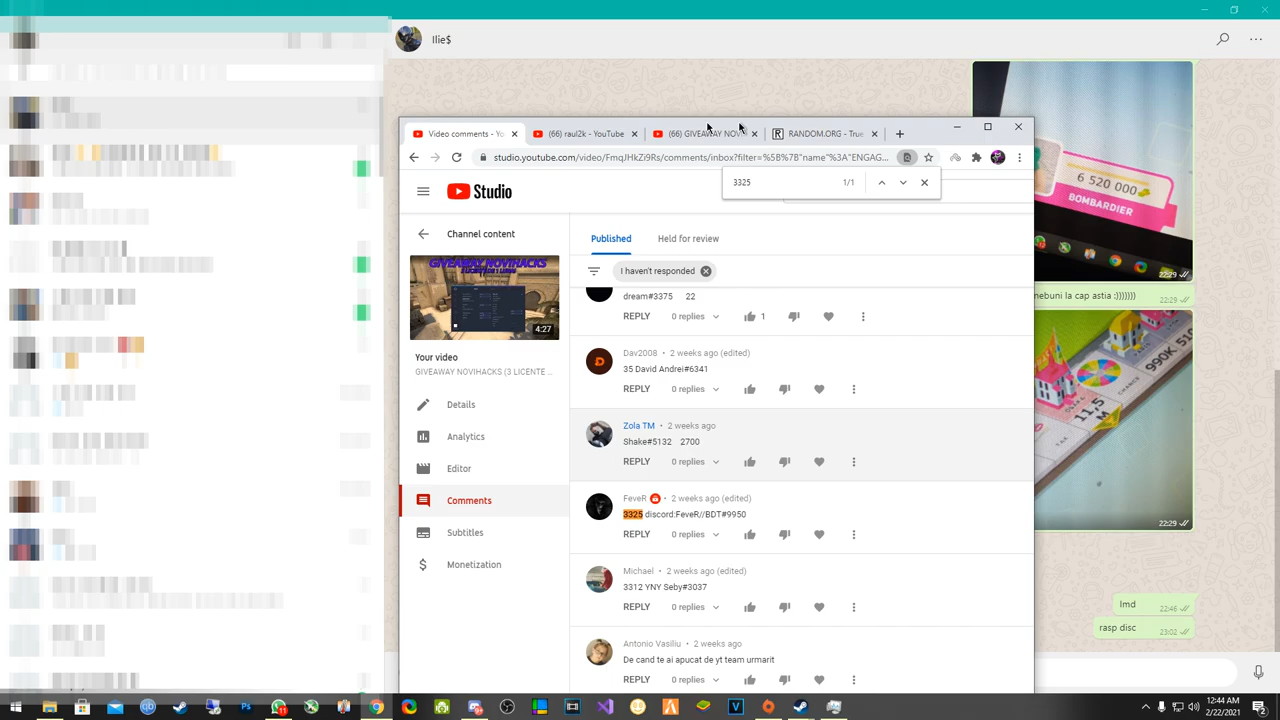 Ilie$
Video comments - Yo
(66) raul2k - YouTube
(66) GIVEAWAY NOVI
RANDOM.ORG - True
studio.youtube.com/video/FmqJHkZi9Rs/comments/inbox?filter=%5B%7B"name"%3A"ENGAG...
3325 1/1
Studio
6 520 000
BOMBARDIER
22:29
Channel content
Published
Held for review
I haven't responded
GIVEAWAY NOVIHACKS
4:27
Your video
GIVEAWAY NOVIHACKS (3 LICENTE ...
Details
Analytics
Editor
Comments
Subtitles
Monetization
dream#3375 22
REPLY 0 replies 1
Dav2008 • 2 weeks ago (edited)
35 David Andrei#6341
REPLY 0 replies
Zola TM • 2 weeks ago
Shake#5132 2700
REPLY 0 replies
FeveR • 2 weeks ago (edited)
3325 discord:FeveR//BDT#9950
REPLY 0 replies
Michael • 2 weeks ago (edited)
3312 YNY Seby#3037
REPLY 0 replies
Antonio Vasiliu • 2 weeks ago
De cand te ai apucat de yt team urmarit
REPLY 0 replies
nebuni la cap astia :))))))) 22:29
990K
11,5
M
22:29
lmd 22:46
rasp disc 23:02
11
12:44 AM
2/22/2021
2